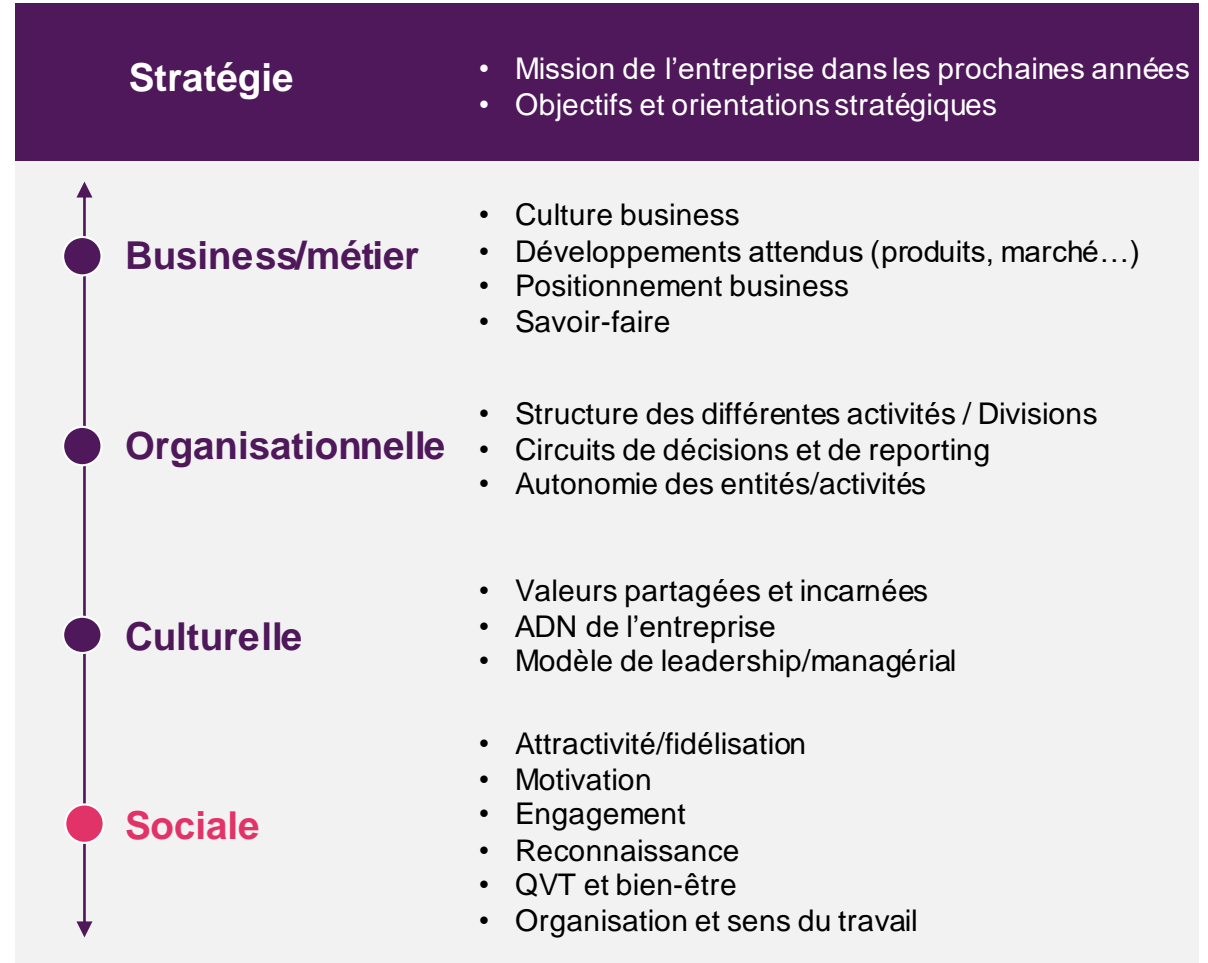 Stratégie
• Mission de l’entreprise dans les prochaines années
• Objectifs et orientations stratégiques
Business/métier
• Culture business
• Développements attendus (produits, marché…)
• Positionnement business
• Savoir-faire
Organisationnelle
• Structure des différentes activités / Divisions
• Circuits de décisions et de reporting
• Autonomie des entités/activités
Culturelle
• Valeurs partagées et incarnées
• ADN de l’entreprise
• Modèle de leadership/managérial
Sociale
• Attractivité/fidélisation
• Motivation
• Engagement
• Reconnaissance
• QVT et bien-être
• Organisation et sens du travail